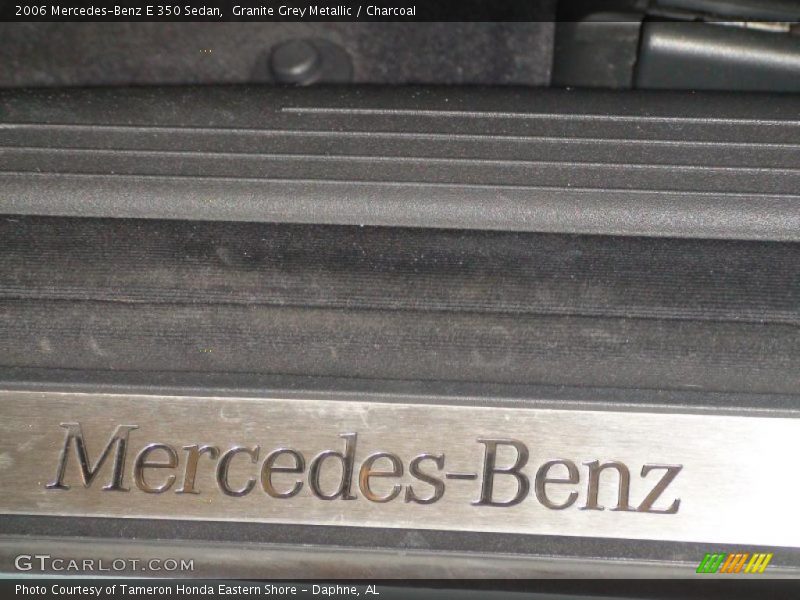 2006 Mercedes-Benz E 350 Sedan,  Granite Grey Metallic / Charcoal
Mercedes-Benz
GTCARLOT.COM
Photo Courtesy of Tameron Honda Eastern Shore - Daphne, AL